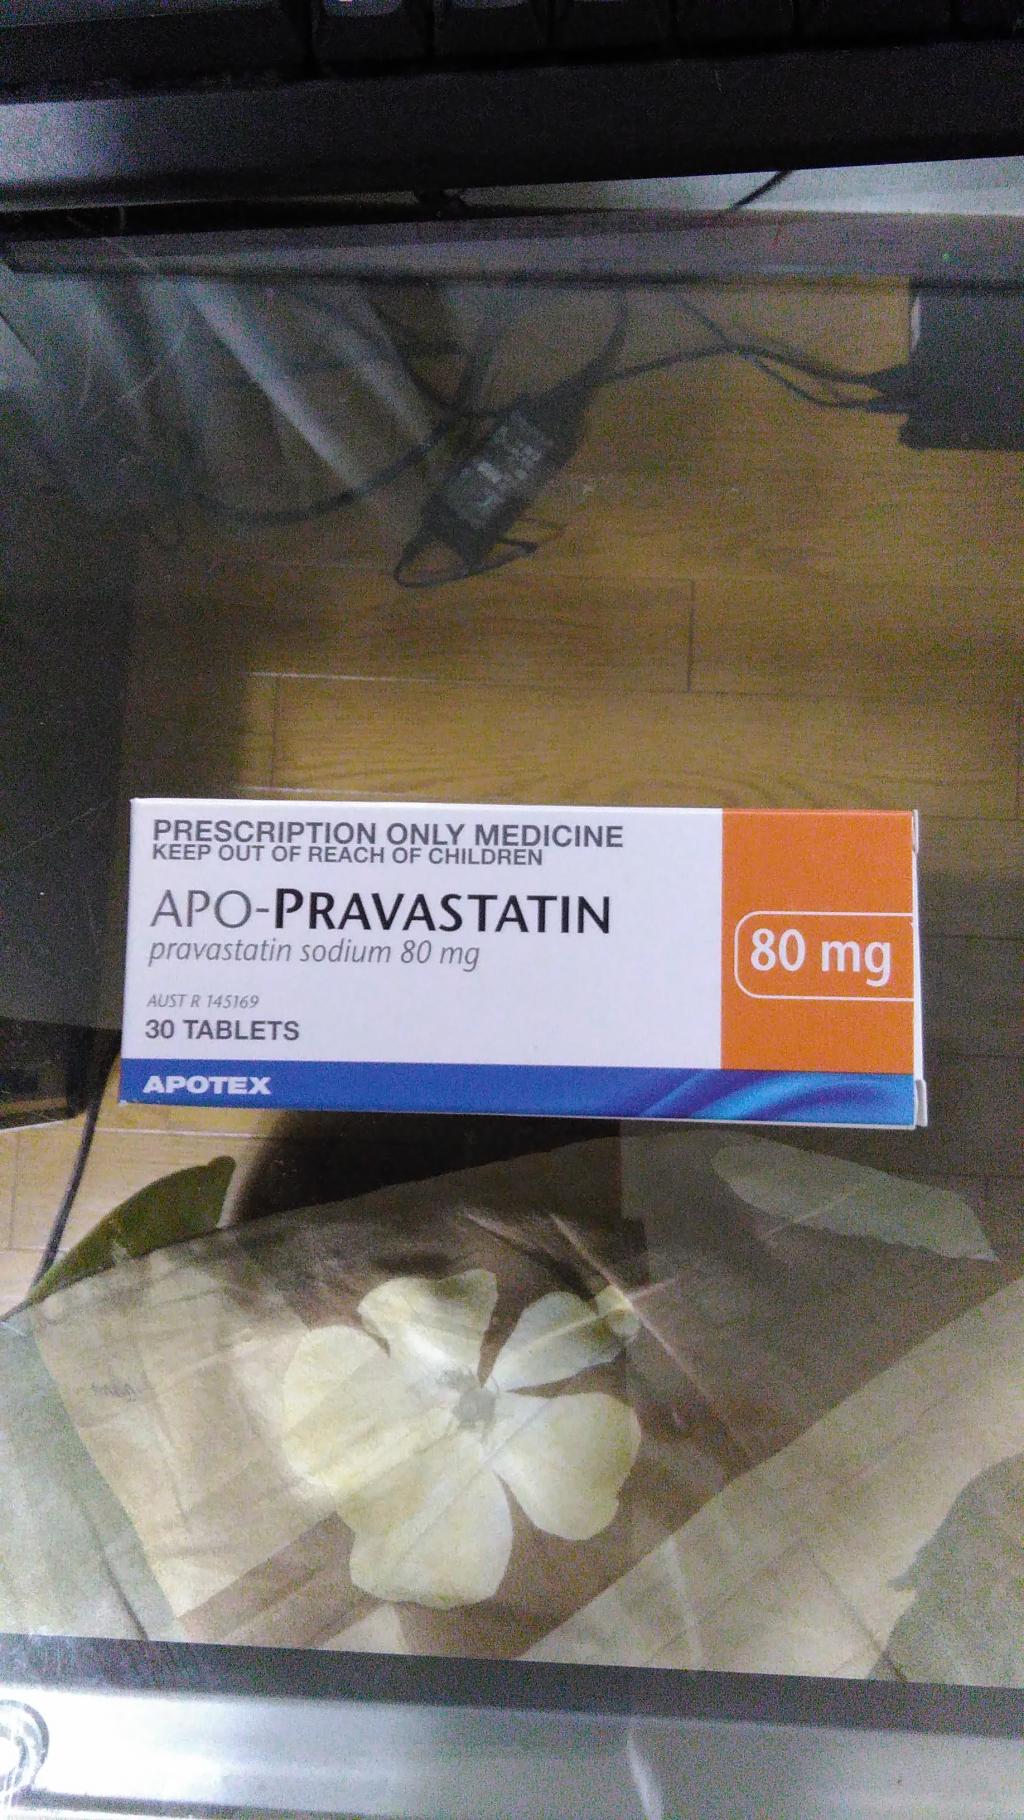 PRESCRIPTION ONLY MEDICINE
KEEP OUT OF REACH OF CHILDREN
APO-PRAVASTATIN
pravastatin sodium 80 mg
80 mg
AUST R 145169
30 TABLETS
APOTEX